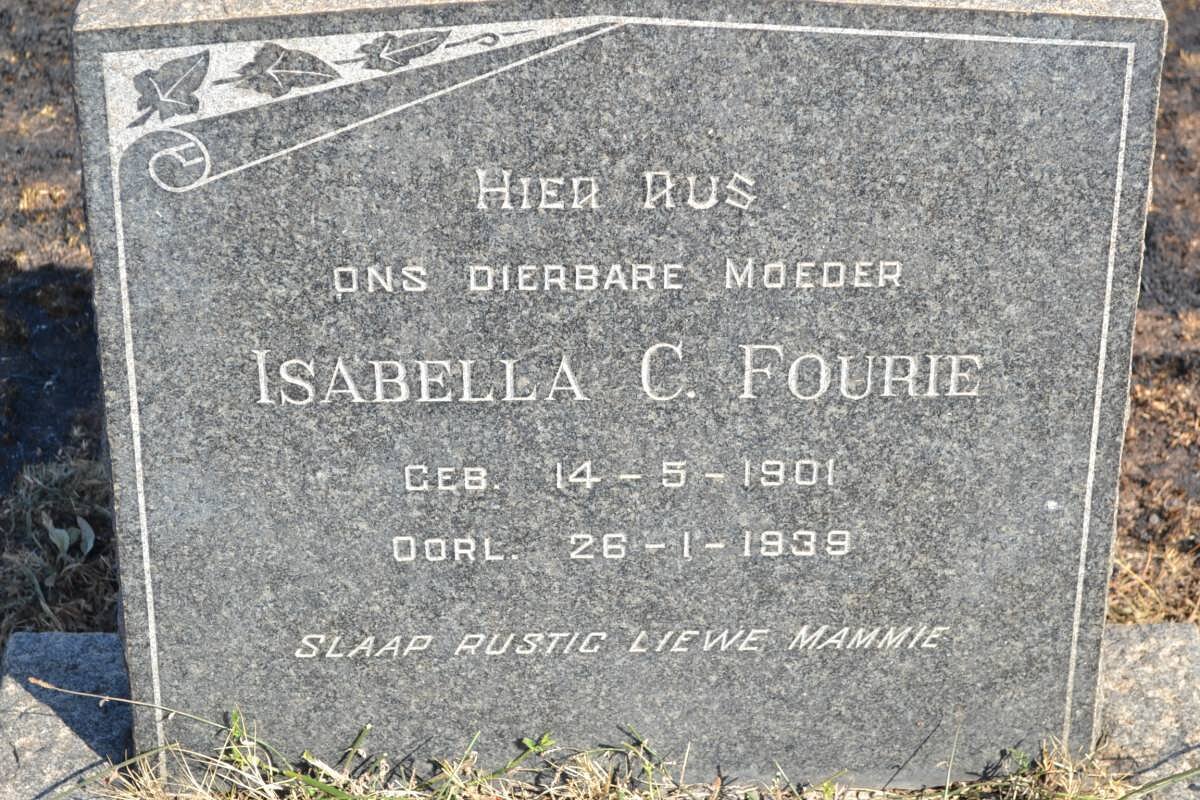 HIER RUS
ONS DIERBARE MOEDER
ISABELLA C. FOURIE
GEB. 14-5-1901
OORL. 26-1-1939
SLAAP RUSTIG LIEWE MAMMIE